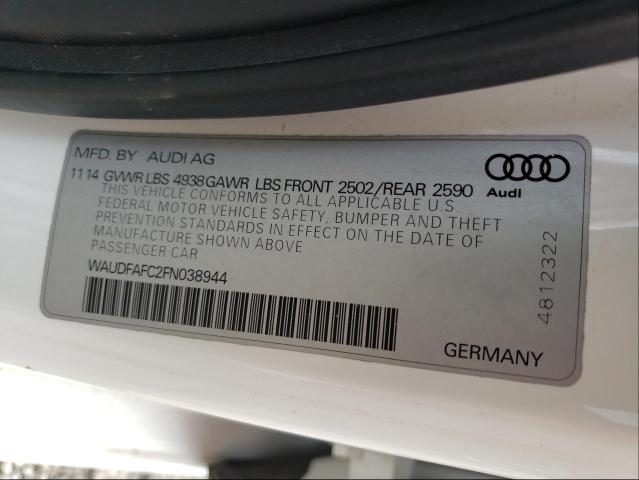 MFD. BY AUDI AG
11 14 GVWR LBS 4938 GAWR LBS FRONT 2502/REAR 2590
THIS VEHICLE CONFORMS TO ALL APPLICABLE U.S
FEDERAL MOTOR VEHICLE SAFETY, BUMPER AND THEFT
PREVENTION STANDARDS IN EFFECT ON THE DATE OF
MANUFACTURE SHOWN ABOVE
PASSENGER CAR
WAUDFAFC2FN038944
Audi
4812322
GERMANY